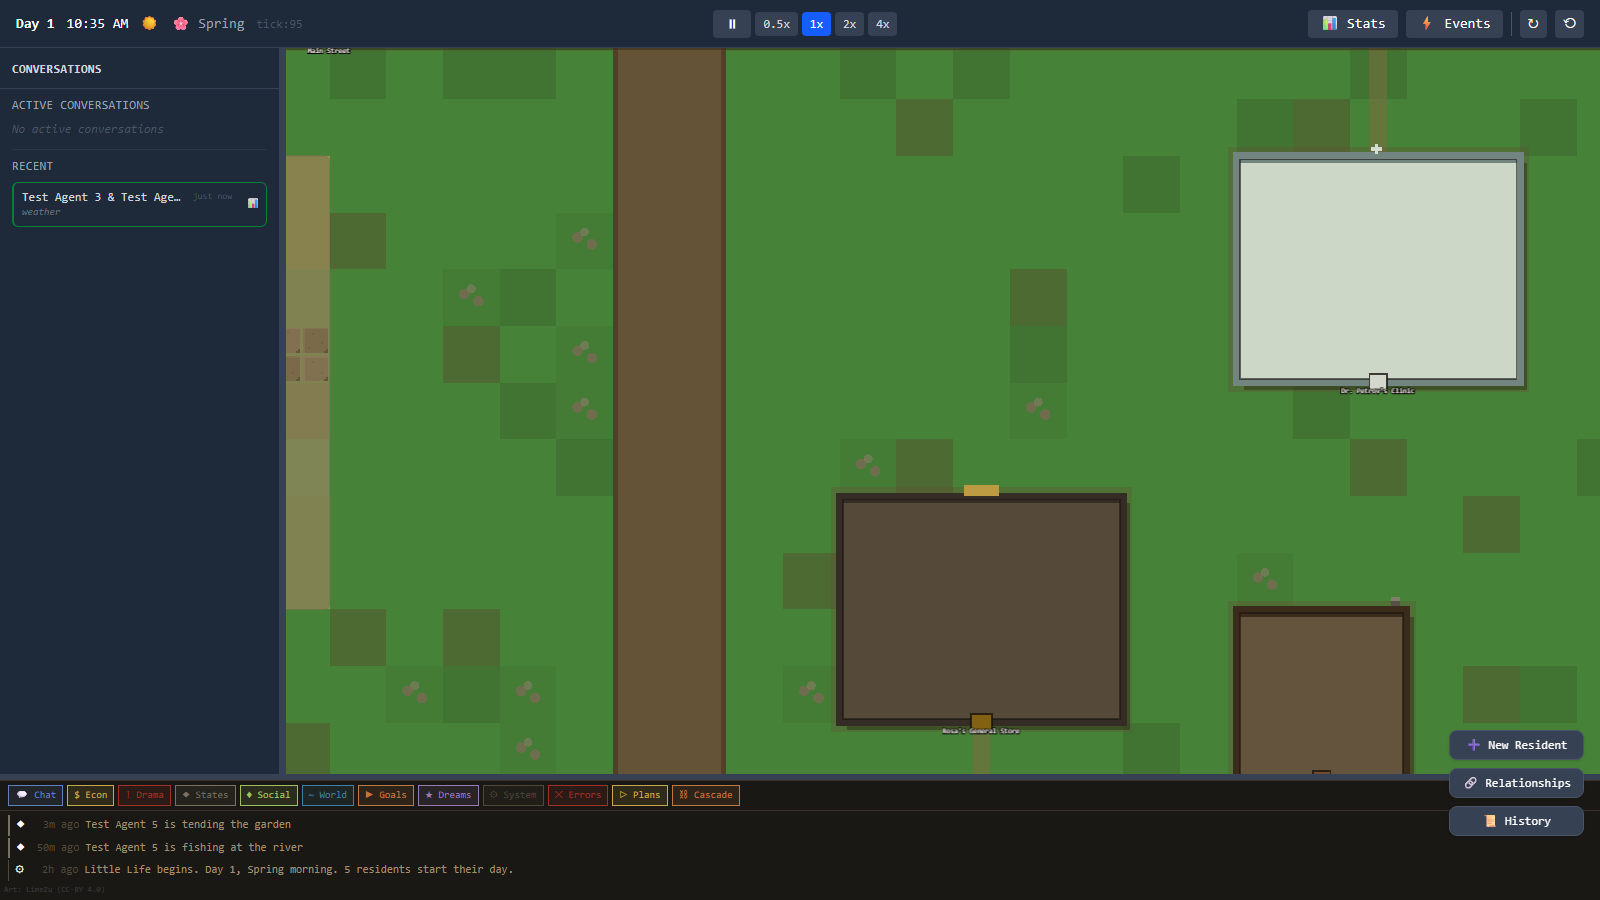 Day 1 10:35 AM Spring tick:95
0.5x 1x 2x 4x
Stats Events
CONVERSATIONS
ACTIVE CONVERSATIONS
No active conversations
RECENT
Test Agent 3 & Test Age… just now
weather
Main Street
Dr. Petrov's Clinic
Rosa's General Store
New Resident
Relationships
History
Chat $ Econ ! Drama States Social ~ World Goals Dreams System Errors Plans Cascade
3m ago Test Agent 5 is tending the garden
50m ago Test Agent 5 is fishing at the river
2h ago Little Life begins. Day 1, Spring morning. 5 residents start their day.
Art: LimeZu (CC-BY 4.0)